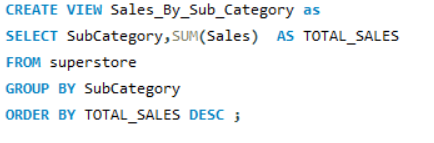 CREATE VIEW Sales_By_Sub_Category as
SELECT SubCategory,SUM(Sales)  AS TOTAL_SALES
FROM superstore
GROUP BY SubCategory
ORDER BY TOTAL_SALES DESC ;